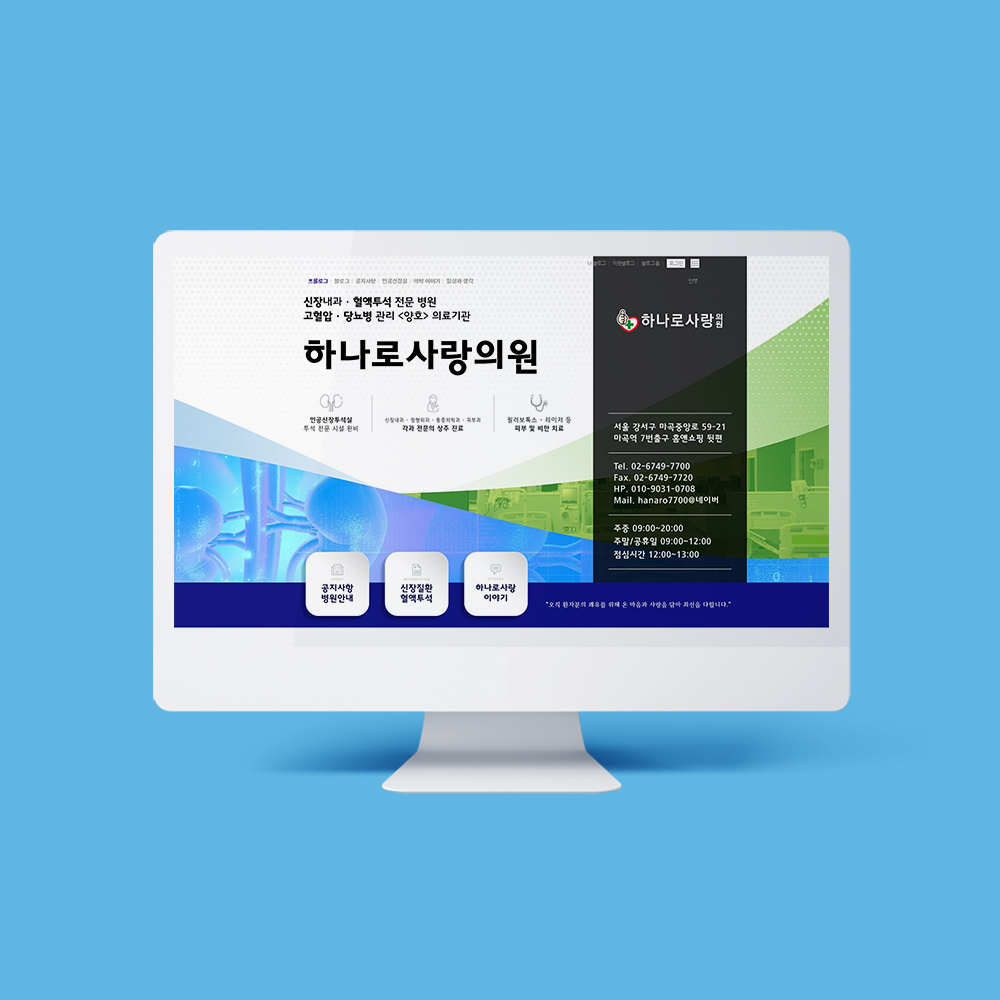 블로그 | 이웃블로그 | 블로그 홈 | 로그인
프롤로그 | 블로그 | 공지사항 | 인공신장실 | 의학 이야기 | 일상과 생각
안녕
신장내과 · 혈액투석 전문 병원
고혈압 · 당뇨병 관리 <양호> 의료기관
하나로사랑의원
인공신장투석실
투석 전문 시설 완비
신장내과 · 정형외과 · 통증의학과 · 피부과
각과 전문의 상주 진료
필러보톡스 · 레이저 등
피부 및 비만 치료
하나로사랑의원
서울 강서구 마곡중앙로 59-21
마곡역 7번출구 홈앤쇼핑 뒷편
Tel. 02-6749-7700
Fax. 02-6749-7720
HP. 010-9031-0708
Mail. hanaro7700@네이버
주중 09:00~20:00
주말/공휴일 09:00~12:00
점심시간 12:00~13:00
공지사항
병원안내
신장질환
혈액투석
하나로사랑
이야기
"오직 환자분의 쾌유를 위해 온 마음과 사랑을 담아 최선을 다합니다."